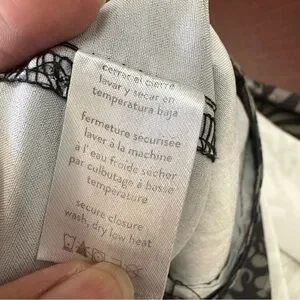 cerrar el cierre
lavar y secar en
temperatura baja
fermeture sécurisée
laver à la machine
à l' eau froide sécher
par culbutage à basse
température
secure closure
wash, dry low heat